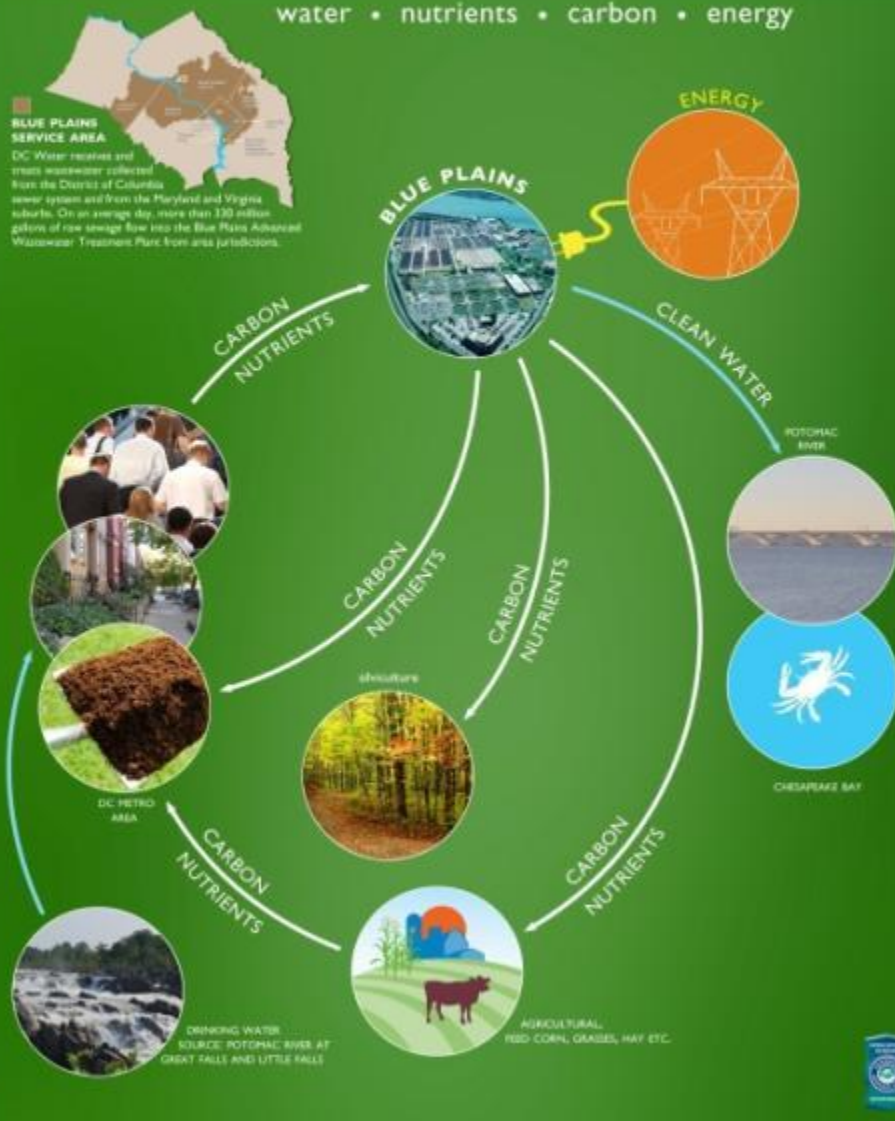 water • nutrients • carbon • energy
BLUE PLAINS
SERVICE AREA
DC Water receives and
treats wastewater collected
from the District of Columbia
sewer system and from the Maryland and Virginia
suburbs. On an average day, more than 330 million
gallons of raw sewage flow into the Blue Plains Advanced
Wastewater Treatment Plant from area jurisdictions.
ENERGY
BLUE PLAINS
CARBON
NUTRIENTS
CLEAN WATER
POTOMAC
RIVER
CARBON
NUTRIENTS
CARBON
NUTRIENTS
silviculture
CHESAPEAKE BAY
DC METRO
AREA
CARBON
NUTRIENTS
CARBON
NUTRIENTS
DRINKING WATER
SOURCE: POTOMAC RIVER AT
GREAT FALLS AND LITTLE FALLS
AGRICULTURAL,
FEED CORN, GRASSES, HAY ETC.